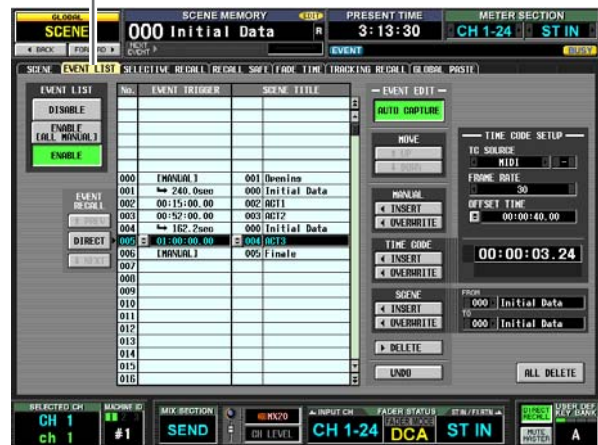 GLOBAL
SCENE
SCENE MEMORY EDIT
000 Initial Data R
PRESENT TIME
3:13:30
METER SECTION
CH 1-24 ST IN
BACK
NEXT EVENT
EVENT
BUSY
SCENE EVENT LIST SELECTIVE RECALL RECALL SAFE FADE TIME TRACKING RECALL GLOBAL PASTE
EVENT LIST
DISABLE
ENABLE
[ALL MANUAL]
ENABLE
EVENT
RECALL
DIRECT
No. EVENT TRIGGER SCENE TITLE
000 [MANUAL] 001 Opening
001 240.0sec 000 Initial Data
002 00:15:00.00 002 ACT1
003 00:52:00.00 003 ACT2
004 162.2sec 000 Initial Data
005 01:00:00.00 004 ACT3
006 [MANUAL] 005 Finale
007
008
009
010
011
012
013
014
015
016
EVENT EDIT
AUTO CAPTURE
MOVE
UP
DOWN
MANUAL
INSERT
OVERWRITE
TIME CODE
INSERT
OVERWRITE
SCENE
INSERT
OVERWRITE
DELETE
UNDO
TIME CODE SETUP
TC SOURCE
MIDI -
FRAME RATE
30
OFFSET TIME
00:00:40.00
00:00:03.24
FROM
000 Initial Data
TO
000 Initial Data
ALL DELETE
SELECTED CH
CH 1
ch 1
MACHINE ID
#1
MIX SECTION
SEND
MIX20
CH LEVEL
INPUT CH
CH 1-24
FADER STATUS
FADER MODE
DCA
ST IN/FXRTN
ST IN
DIRECT
RECALL
MUTE
MASTER
USER DEF
KEY BANK
A